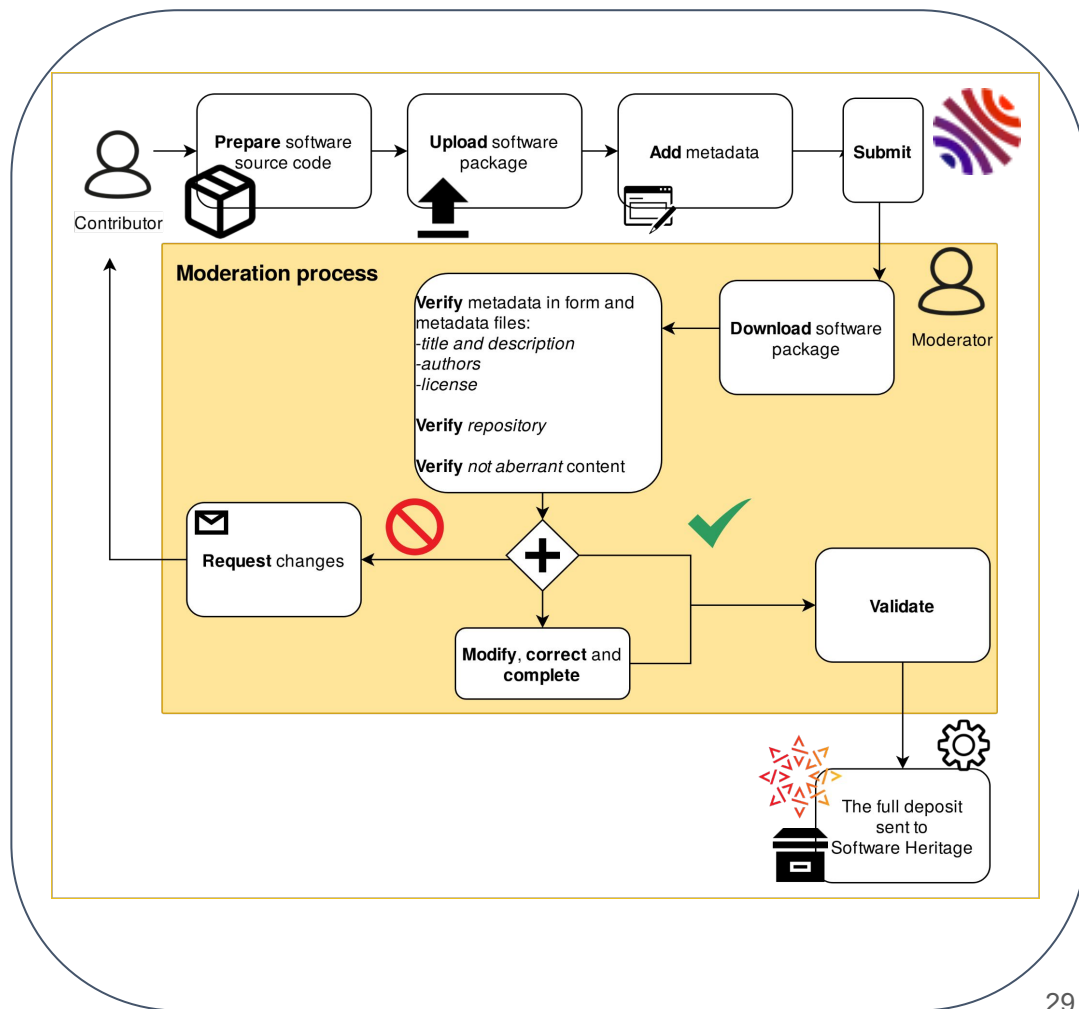 Prepare software
source code
Upload software
package
Add metadata
Submit
Contributor
Moderation process
Verify metadata in form and
metadata files:
-title and description
-authors
-license
Verify repository
Verify not aberrant content
Download software
package
Moderator
Request changes
Modify, correct and
complete
Validate
The full deposit
sent to
Software Heritage
29